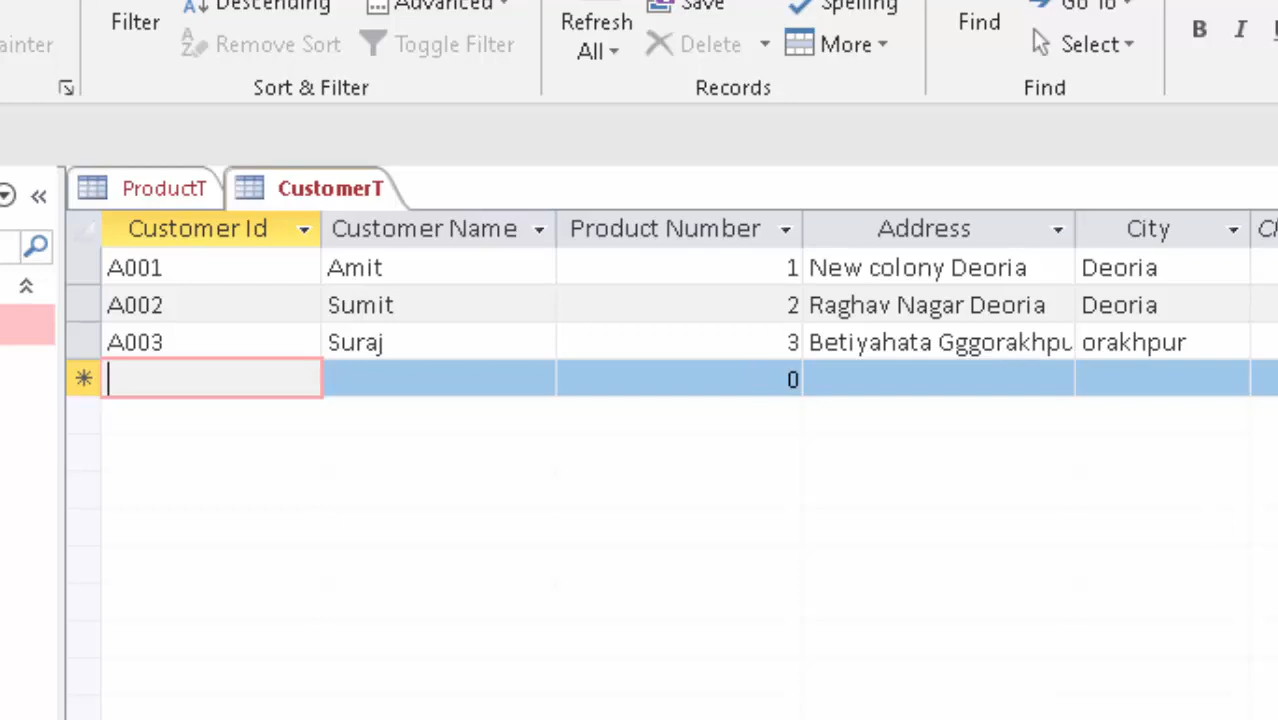 Descending Advanced Save Spelling Go To
Filter Refresh Find B I
ainter Remove Sort Toggle Filter All Delete More Select
Sort & Filter Records Find
ProductT CustomerT
Customer Id Customer Name Product Number Address City
A001 Amit 1 New colony Deoria Deoria
A002 Sumit 2 Raghav Nagar Deoria Deoria
A003 Suraj 3 Betiyahata Gggorakhpu orakhpur
0